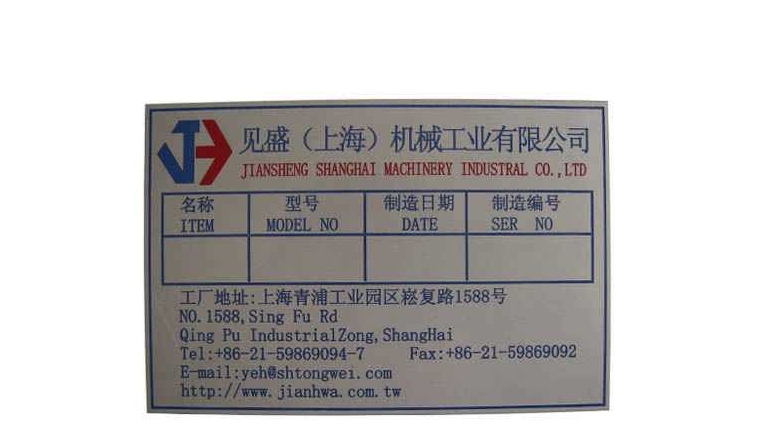 见盛（上海）机械工业有限公司
JIANSHENG SHANGHAI MACHINERY INDUSTRAL CO.,LTD
名称 型号 制造日期 制造编号
ITEM MODEL NO DATE SER NO
工厂地址:上海青浦工业园区崧复路1588号
NO.1588,Sing Fu Rd
Qing Pu IndustrialZong,ShangHai
Tel:+86-21-59869094-7 Fax:+86-21-59869092
E-mail:yeh@shtongwei.com
http://www.jianhwa.com.tw